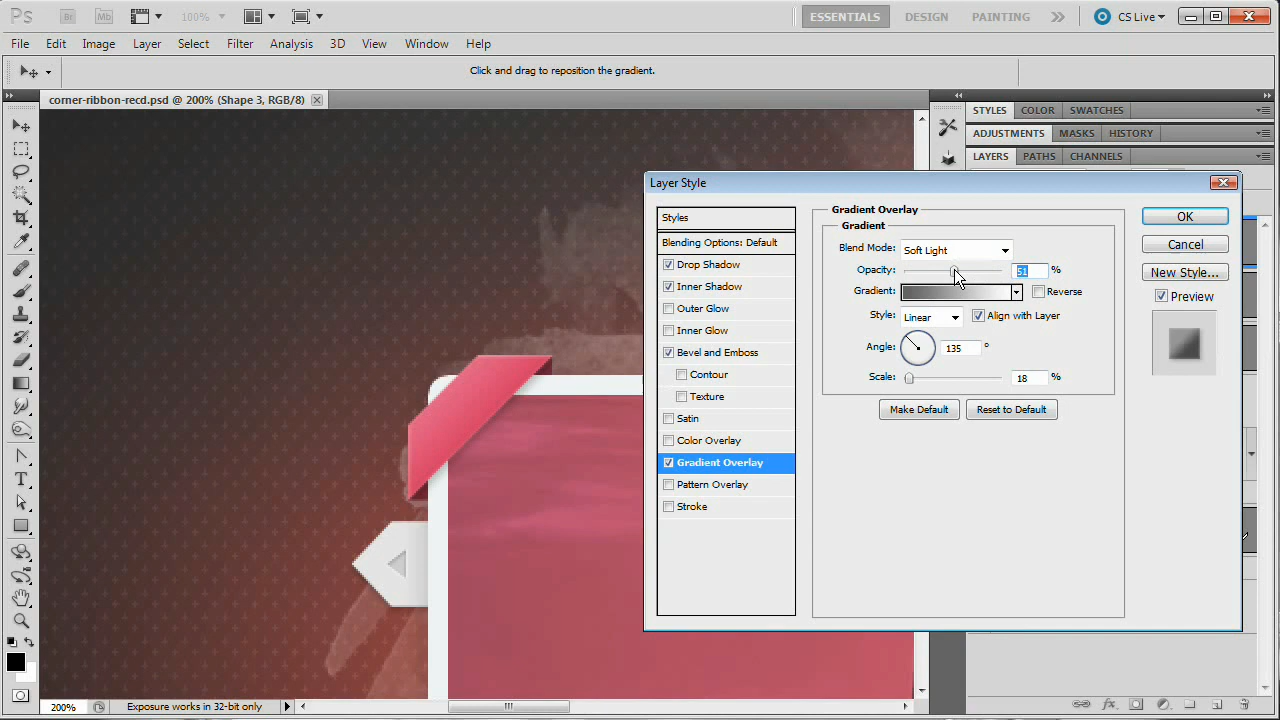 Ps Br Mb 100% ESSENTIALS DESIGN PAINTING CS Live
File Edit Image Layer Select Filter Analysis 3D View Window Help
Click and drag to reposition the gradient.
corner-ribbon-recd.psd @ 200% (Shape 3, RGB/8)
STYLES COLOR SWATCHES
ADJUSTMENTS MASKS HISTORY
LAYERS PATHS CHANNELS
Layer Style
Styles
Blending Options: Default
Drop Shadow
Inner Shadow
Outer Glow
Inner Glow
Bevel and Emboss
Contour
Texture
Satin
Color Overlay
Gradient Overlay
Pattern Overlay
Stroke
Gradient Overlay
Gradient
Blend Mode: Soft Light
Opacity: 51 %
Gradient: Reverse
Style: Linear Align with Layer
Angle: 135 °
Scale: 18 %
Make Default Reset to Default
OK
Cancel
New Style...
Preview
200% Exposure works in 32-bit only